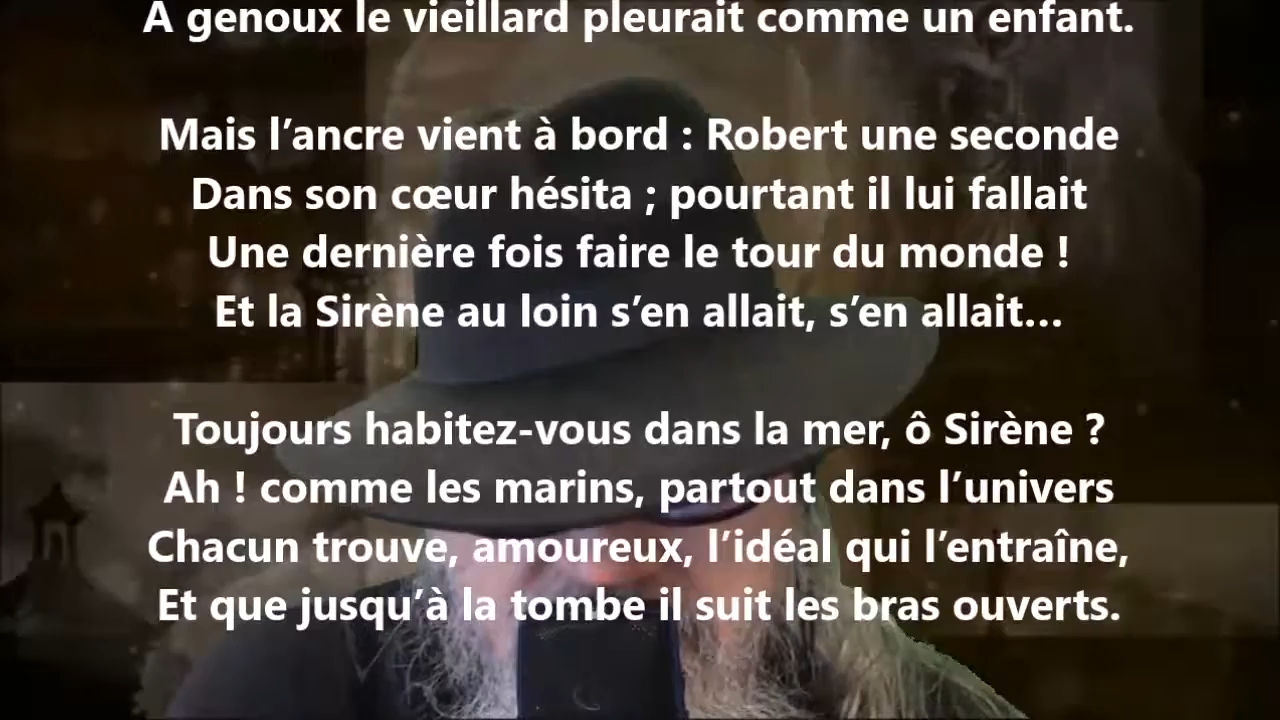 À genoux le vieillard pleurait comme un enfant.
Mais l’ancre vient à bord : Robert une seconde
Dans son cœur hésita ; pourtant il lui fallait
Une dernière fois faire le tour du monde !
Et la Sirène au loin s’en allait, s’en allait…
Toujours habitez-vous dans la mer, ô Sirène ?
Ah ! comme les marins, partout dans l’univers
Chacun trouve, amoureux, l’idéal qui l’entraîne,
Et que jusqu’à la tombe il suit les bras ouverts.